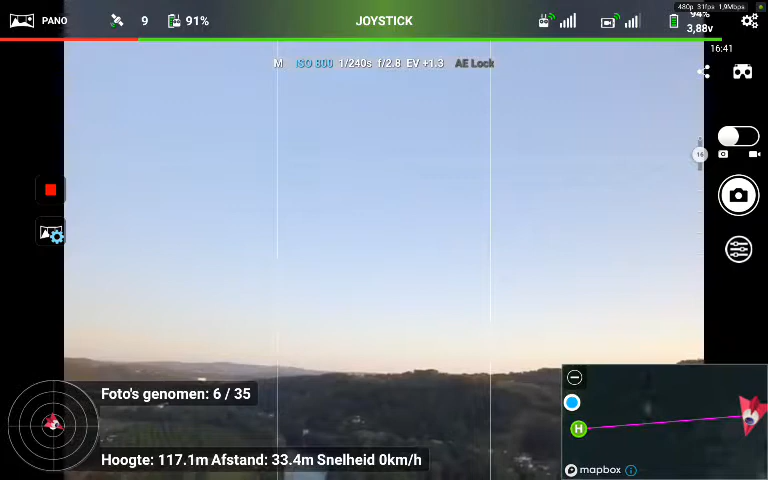 480p 31fps 1,9Mbps
PANO 9 91% JOYSTICK 94%
3,88v
16:41
M ISO 800 1/240s f/2.8 EV +1.3 AE Lock
16
Foto's genomen: 6 / 35
H
Hoogte: 117.1m Afstand: 33.4m Snelheid 0km/h
mapbox